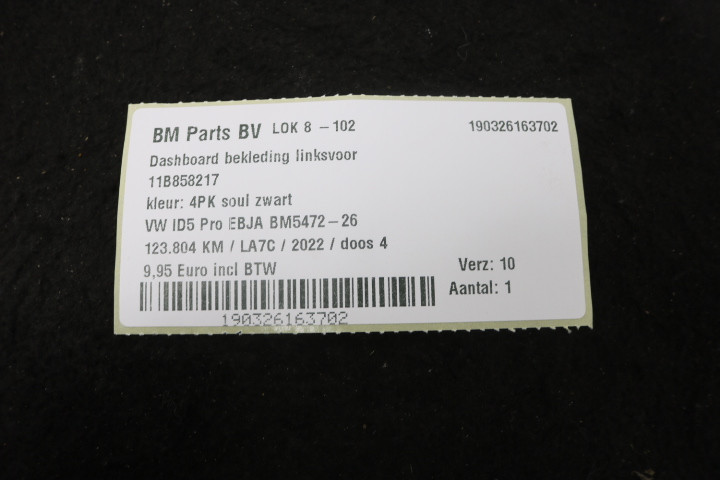 BM Parts BV LOK 8 - 102 190326163702
Dashboard bekleding linksvoor
11B858217
kleur: 4PK soul zwart
VW ID5 Pro EBJA BM5472-26
123.804 KM / LA7C / 2022 / doos 4
9,95 Euro incl BTW Verz: 10
Aantal: 1
190326163702